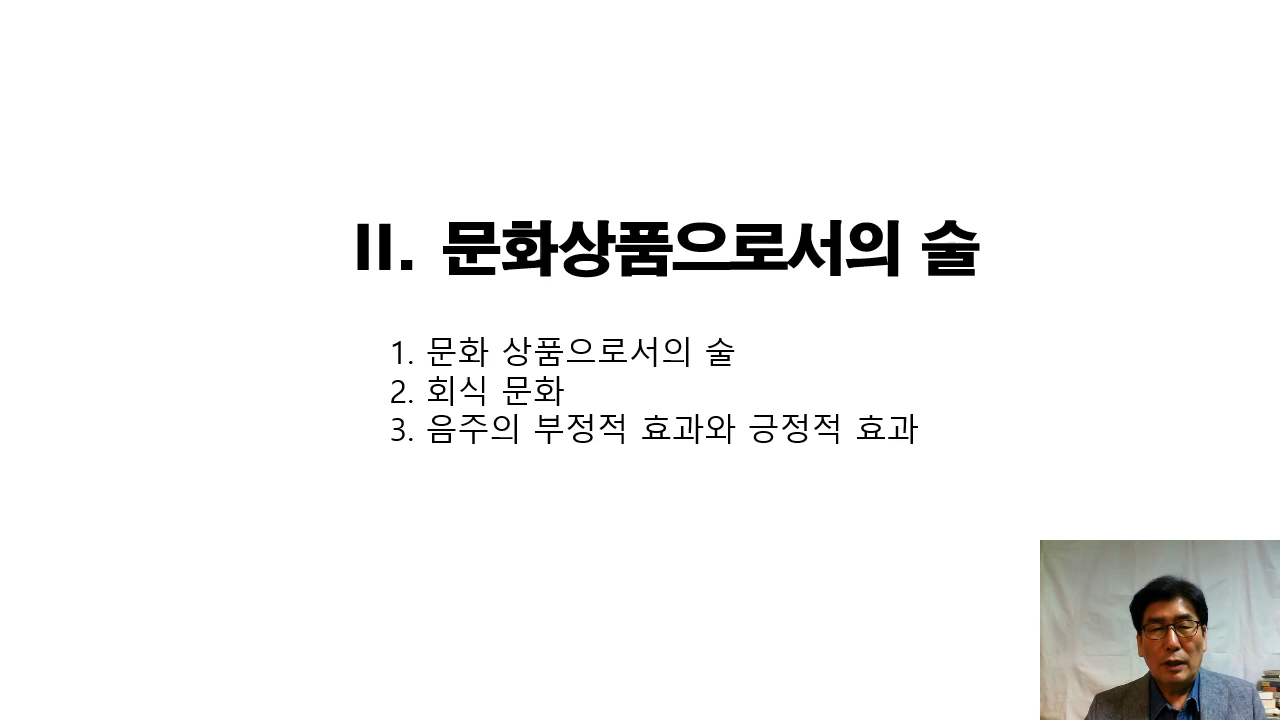 II. 문화상품으로서의 술
1. 문화 상품으로서의 술
2. 회식 문화
3. 음주의 부정적 효과와 긍정적 효과